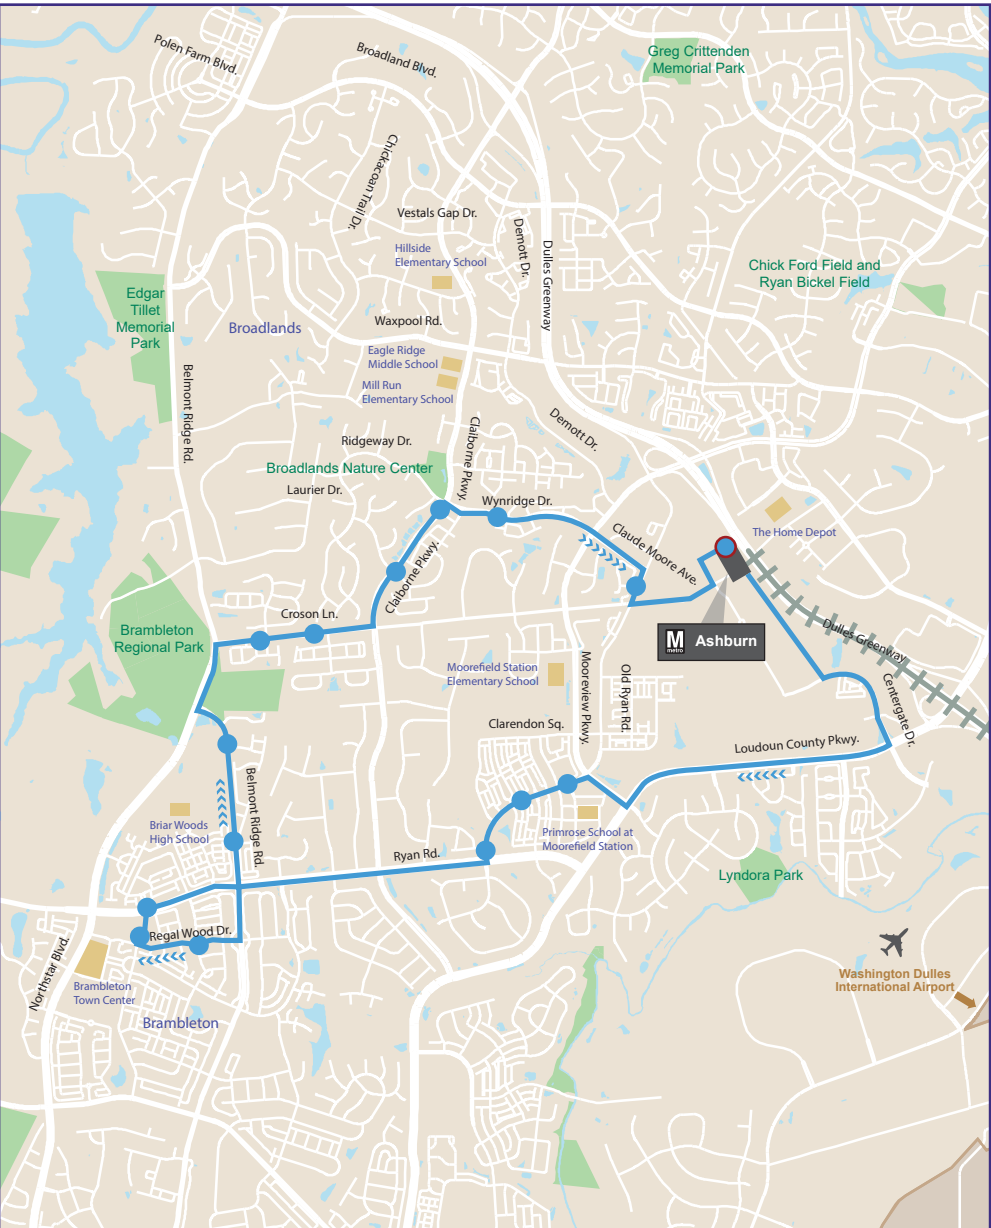 Polen Farm Blvd.
Broadland Blvd.
Greg Crittenden
Memorial Park
Chickacoan Trail Dr.
Vestals Gap Dr.
Demott Dr.
Dulles Greenway
Hillside
Elementary School
Chick Ford Field and
Ryan Bickel Field
Edgar
Tillet
Memorial
Park
Broadlands
Waxpool Rd.
Eagle Ridge
Middle School
Mill Run
Elementary School
Belmont Ridge Rd.
Demott Dr.
Ridgeway Dr.
Claiborne Pkwy.
Broadlands Nature Center
Laurier Dr.
Wynridge Dr.
Claude Moore Ave.
The Home Depot
Claiborne Pkwy.
Croson Ln.
Brambleton
Regional Park
M
metro
Ashburn
Dulles Greenway
Moorefield Station
Elementary School
Mooreview Pkwy.
Old Ryan Rd.
Centergate Dr.
Clarendon Sq.
Loudoun County Pkwy.
Belmont Ridge Rd.
Briar Woods
High School
Primrose School at
Moorefield Station
Ryan Rd.
Lyndora Park
Regal Wood Dr.
Northstar Blvd.
Brambleton
Town Center
Brambleton
Washington Dulles
International Airport